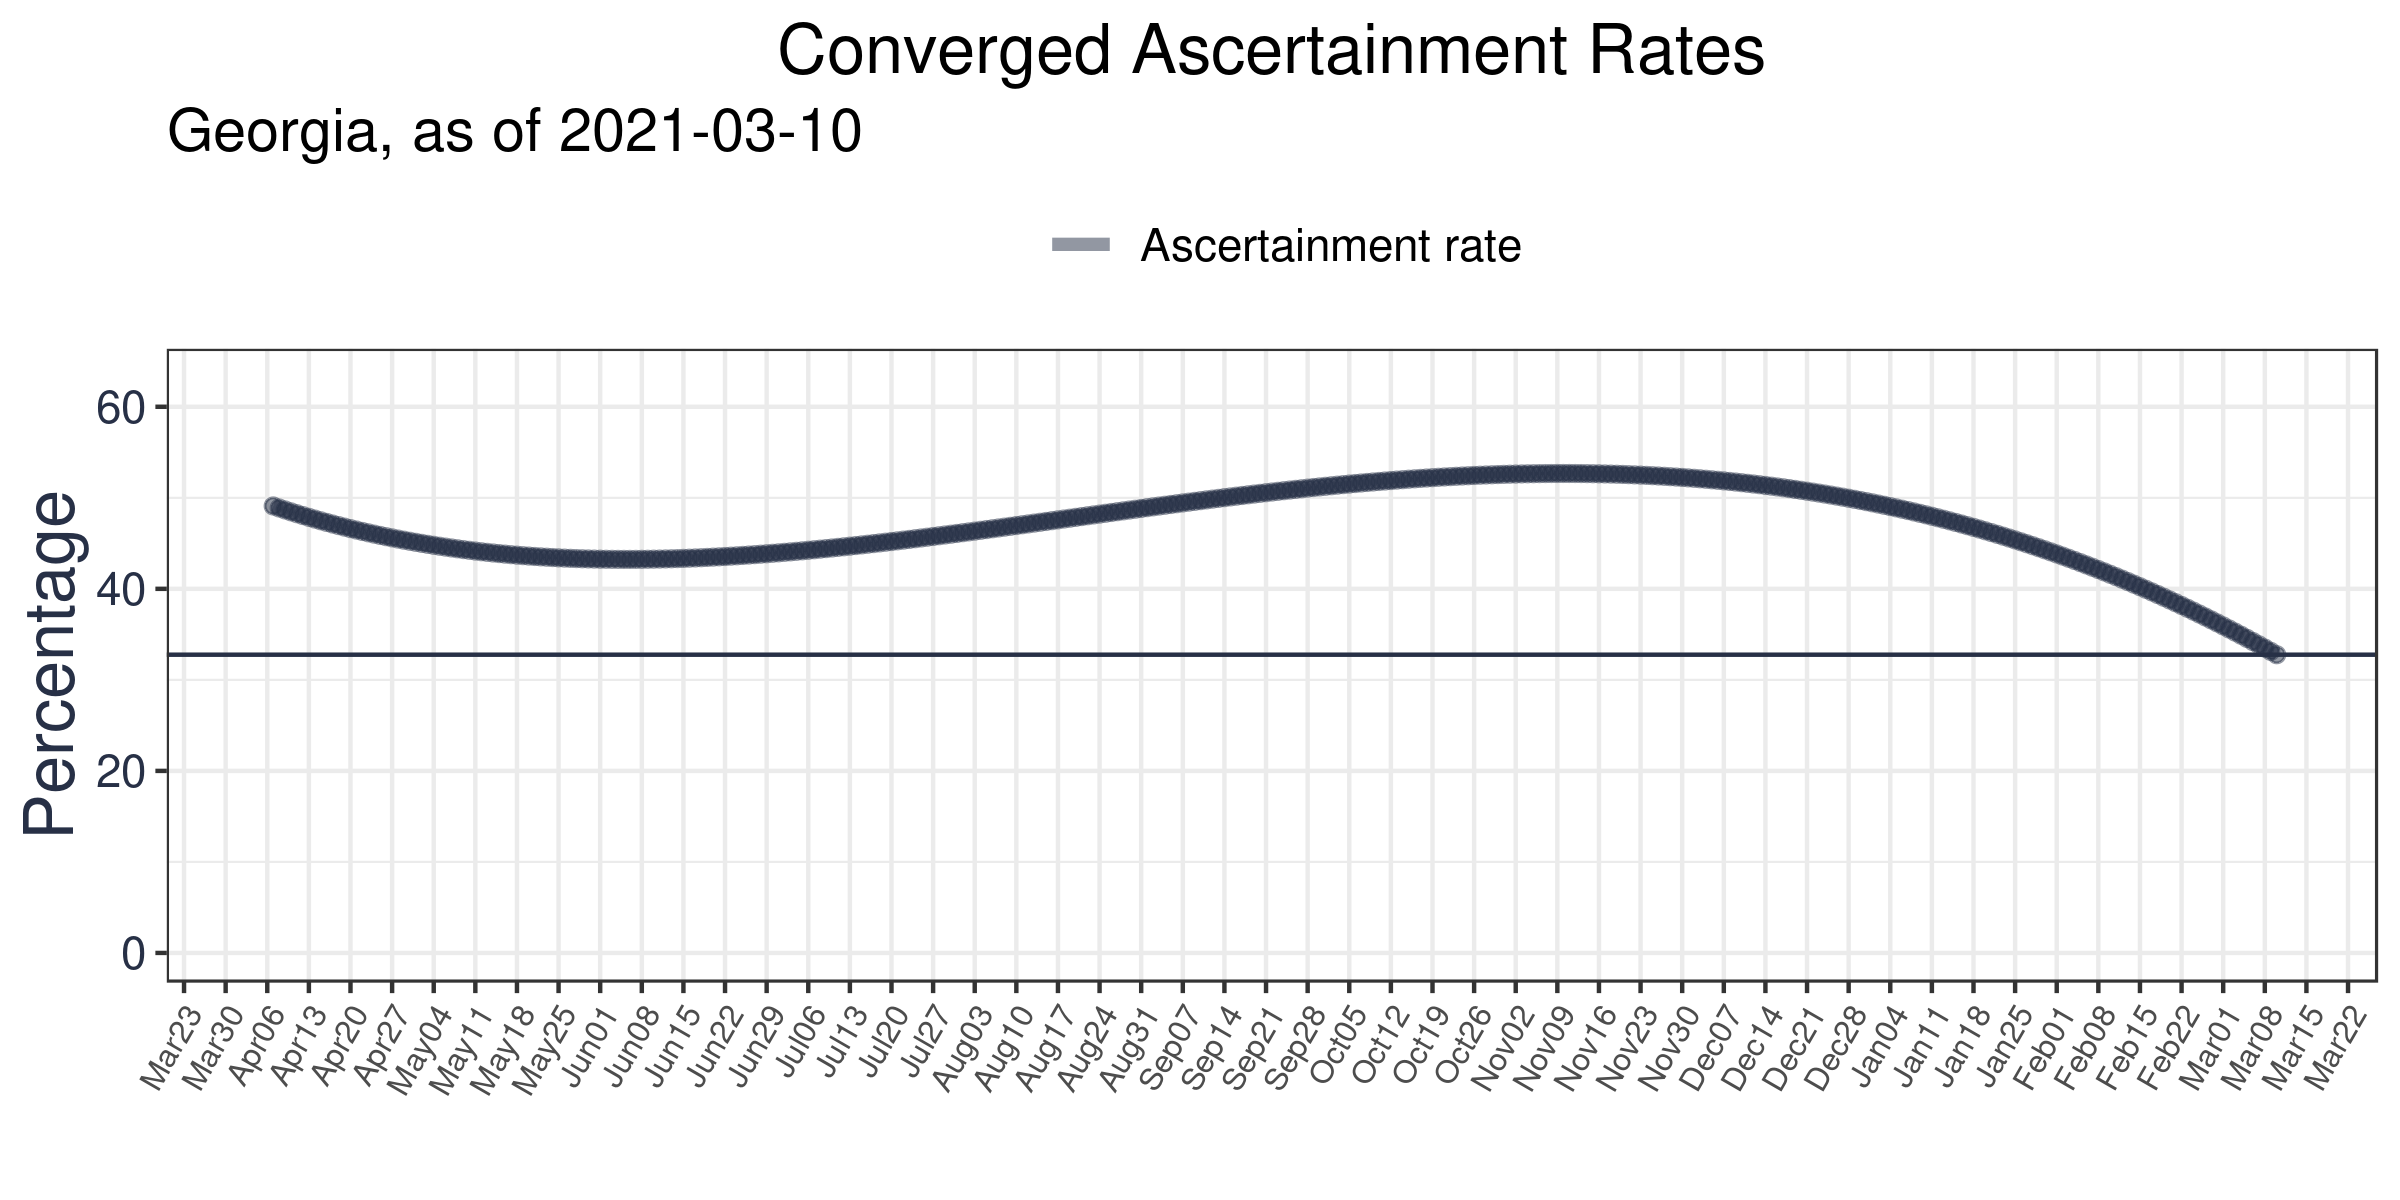 Converged Ascertainment Rates
Georgia, as of 2021-03-10
Ascertainment rate
Percentage
60
40
20
0
Mar23 Mar30 Apr06 Apr13 Apr20 Apr27 May04 May11 May18 May25 Jun01 Jun08 Jun15 Jun22 Jun29 Jul06 Jul13 Jul20 Jul27 Aug03 Aug10 Aug17 Aug24 Aug31 Sep07 Sep14 Sep21 Sep28 Oct05 Oct12 Oct19 Oct26 Nov02 Nov09 Nov16 Nov23 Nov30 Dec07 Dec14 Dec21 Dec28 Jan04 Jan11 Jan18 Jan25 Feb01 Feb08 Feb15 Feb22 Mar01 Mar08 Mar15 Mar22